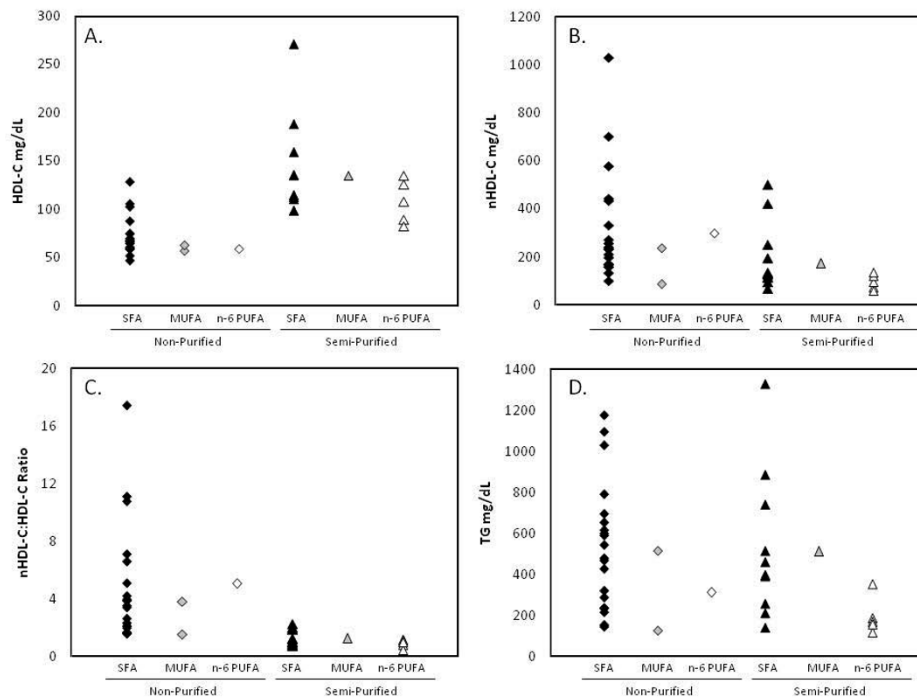 A.
HDL-C mg/dL
300
250
200
150
100
50
0
SFA MUFA n-6 PUFA SFA MUFA n-6 PUFA
Non-Purified Semi-Purified
B.
nHDL-C mg/dL
1200
1000
800
600
400
200
0
SFA MUFA n-6 PUFA SFA MUFA n-6 PUFA
Non-Purified Semi-Purified
C.
nHDL-C:HDL-C Ratio
20
16
12
8
4
0
SFA MUFA n-6 PUFA SFA MUFA n-6 PUFA
Non-Purified Semi-Purified
D.
TG mg/dL
1400
1200
1000
800
600
400
200
0
SFA MUFA n-6 PUFA SFA MUFA n-6 PUFA
Non-Purified Semi-Purified